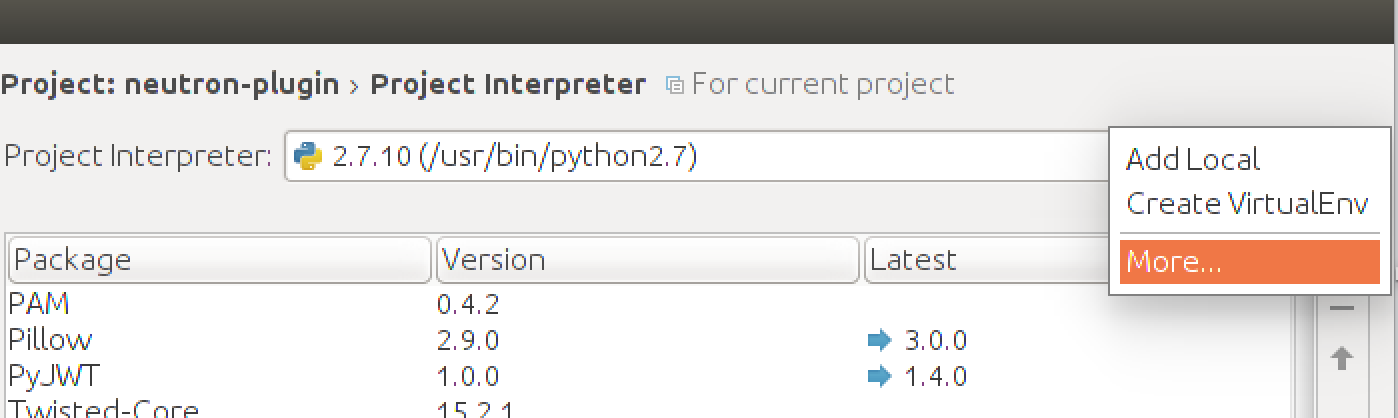 Project: neutron-plugin › Project Interpreter For current project
Project Interpreter: 2.7.10 (/usr/bin/python2.7)
Add Local
Create VirtualEnv
More...
Package Version Latest
PAM 0.4.2
Pillow 2.9.0 3.0.0
PyJWT 1.0.0 1.4.0
Twisted-Core 15.2.1